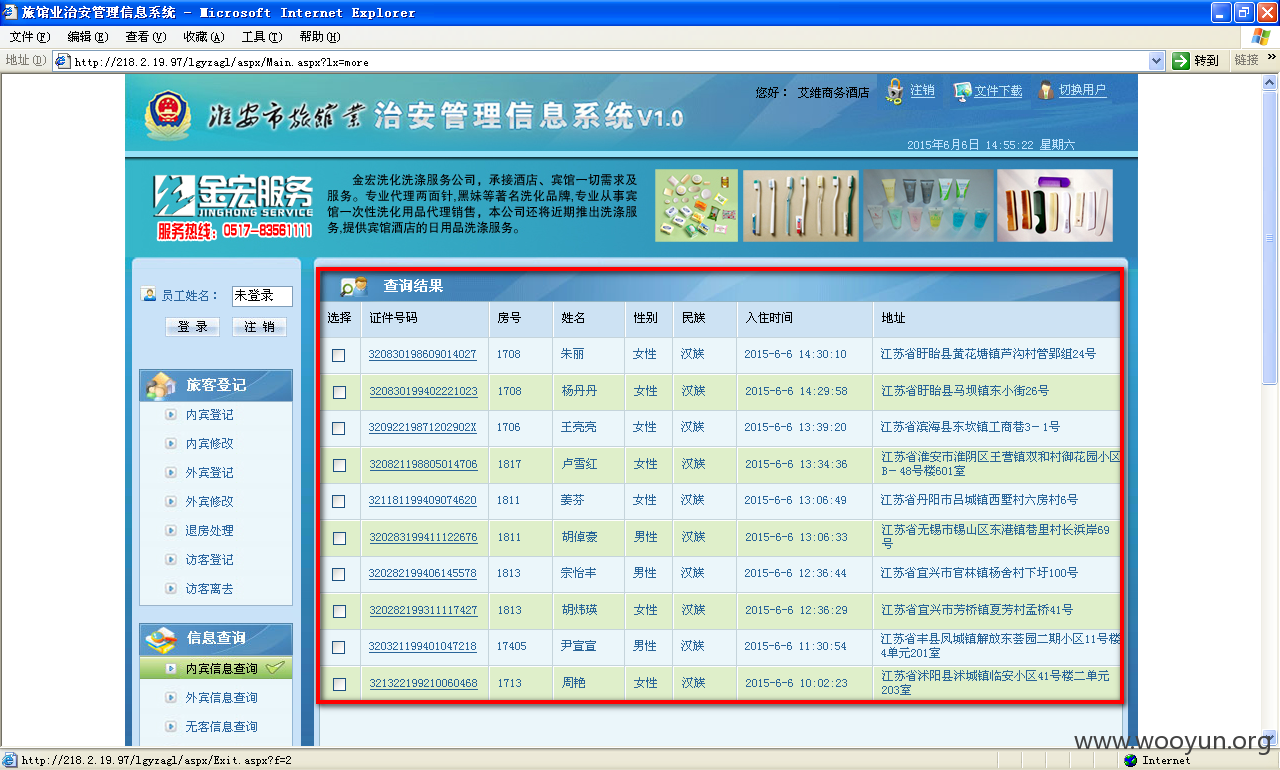 旅馆业治安管理信息系统 - Microsoft Internet Explorer
文件(F) 编辑(E) 查看(V) 收藏(A) 工具(T) 帮助(H)
地址(D) http://218.2.19.97/lgyzagl/aspx/Main.aspx?lx=more 转到 链接 »
淮安市旅馆业 治安管理信息系统V1.0
您好： 艾维商务酒店 注销 文件下载 切换用户
2015年6月6日 14:55:22 星期六
金宏服务
JINGHONG SERVICE
服务热线：0517-83561111
金宏洗化洗涤服务公司，承接酒店、宾馆一切需求及
服务。专业代理两面针,黑妹等著名洗化品牌,专业从事宾
馆一次性洗化用品代理销售，本公司还将近期推出洗涤服
务,提供宾馆酒店的日用品洗涤服务。
员工姓名： 未登录
登 录 注 销
旅客登记
内宾登记
内宾修改
外宾登记
外宾修改
退房处理
访客登记
访客离去
信息查询
内宾信息查询
外宾信息查询
无客信息查询
查询结果
选择 证件号码 房号 姓名 性别 民族 入住时间 地址
320830198609014027 1708 朱丽 女性 汉族 2015-6-6 14:30:10 江苏省盱眙县黄花塘镇芦沟村管郢组24号
320830199402221023 1708 杨丹丹 女性 汉族 2015-6-6 14:29:58 江苏省盱眙县马坝镇东小街26号
32092219871202902X 1706 王亮亮 女性 汉族 2015-6-6 13:39:20 江苏省滨海县东坎镇工商巷3－1号
320821198805014706 1817 卢雪红 女性 汉族 2015-6-6 13:34:36 江苏省淮安市淮阴区王营镇双和村御花园小区
B－48号楼601室
321181199409074620 1811 姜芬 女性 汉族 2015-6-6 13:06:49 江苏省丹阳市吕城镇西墅村六房村6号
320283199411122676 1811 胡倬豪 男性 汉族 2015-6-6 13:06:33 江苏省无锡市锡山区东港镇巷里村长浜岸69
号
320282199406145578 1813 宗怡丰 男性 汉族 2015-6-6 12:36:44 江苏省宜兴市官林镇杨舍村下圩100号
320282199311117427 1813 胡炜瑛 女性 汉族 2015-6-6 12:36:29 江苏省宜兴市芳桥镇夏芳村孟桥41号
320321199401047218 17405 尹宣宣 男性 汉族 2015-6-6 11:30:54 江苏省丰县凤城镇解放东荟园二期小区11号楼
4单元201室
321322199210060468 1713 周艳 女性 汉族 2015-6-6 10:02:23 江苏省沭阳县沭城镇临安小区41号楼二单元
203室
www.wooyun.org
http://218.2.19.97/lgyzagl/aspx/Exit.aspx?f=2 Internet